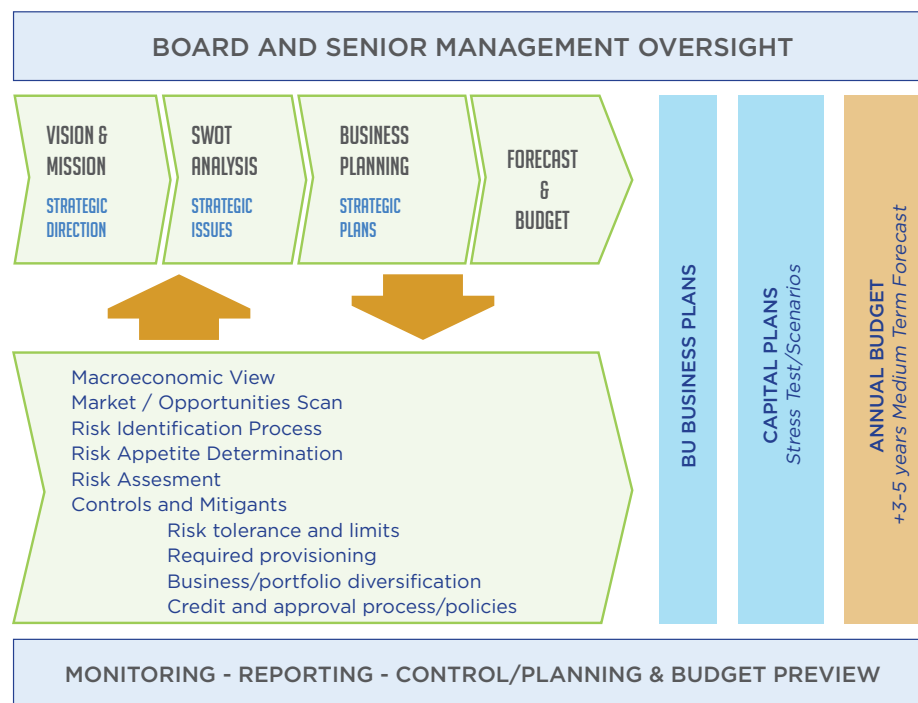 BOARD AND SENIOR MANAGEMENT OVERSIGHT
VISION &
MISSION
STRATEGIC
DIRECTION
SWOT
ANALYSIS
STRATEGIC
ISSUES
BUSINESS
PLANNING
STRATEGIC
PLANS
FORECAST
&
BUDGET
Macroeconomic View
Market / Opportunities Scan
Risk Identification Process
Risk Appetite Determination
Risk Assesment
Controls and Mitigants
Risk tolerance and limits
Required provisioning
Business/portfolio diversification
Credit and approval process/policies
BU BUSINESS PLANS
CAPITAL PLANS
Stress Test/Scenarios
ANNUAL BUDGET
+3-5 years Medium Term Forecast
MONITORING - REPORTING - CONTROL/PLANNING & BUDGET PREVIEW